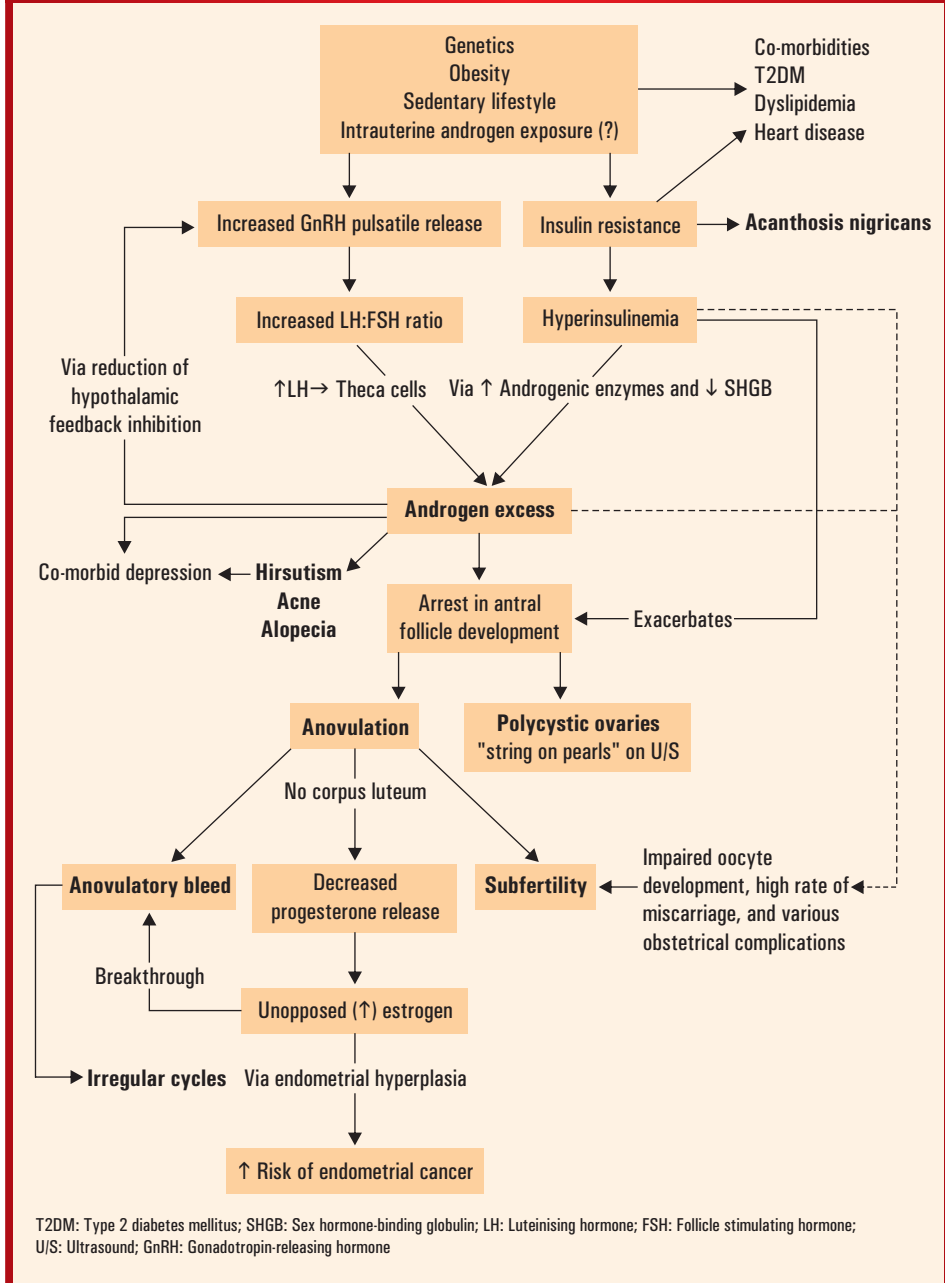 Genetics
Obesity
Sedentary lifestyle
Intrauterine androgen exposure (?)
Co-morbidities
T2DM
Dyslipidemia
Heart disease
Increased GnRH pulsatile release
Insulin resistance
Acanthosis nigricans
Increased LH:FSH ratio
Hyperinsulinemia
Via reduction of
hypothalamic
feedback inhibition
↑LH→ Theca cells
Via ↑ Androgenic enzymes and ↓ SHGB
Androgen excess
Co-morbid depression
Hirsutism
Acne
Alopecia
Arrest in antral
follicle development
Exacerbates
Anovulation
Polycystic ovaries
"string on pearls" on U/S
No corpus luteum
Anovulatory bleed
Decreased
progesterone release
Subfertility
Impaired oocyte
development, high rate of
miscarriage, and various
obstetrical complications
Breakthrough
Unopposed (↑) estrogen
Irregular cycles
Via endometrial hyperplasia
↑ Risk of endometrial cancer
T2DM: Type 2 diabetes mellitus; SHGB: Sex hormone-binding globulin; LH: Luteinising hormone; FSH: Follicle stimulating hormone;
U/S: Ultrasound; GnRH: Gonadotropin-releasing hormone